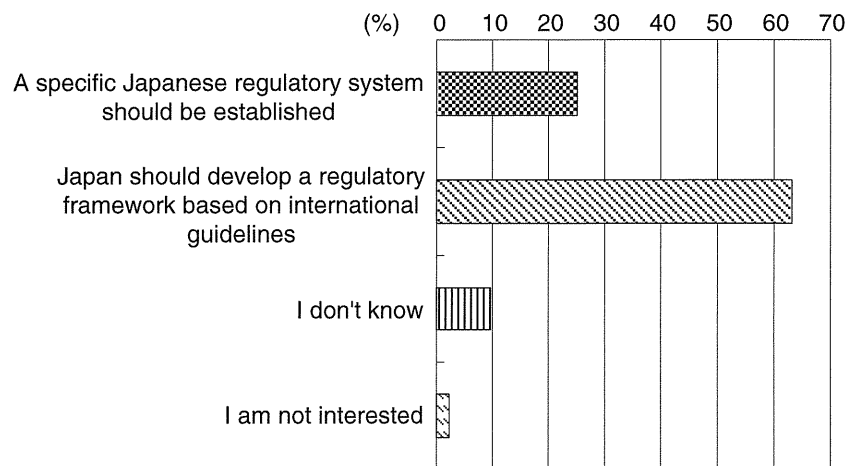 (%) 0 10 20 30 40 50 60 70
A specific Japanese regulatory system
should be established
Japan should develop a regulatory
framework based on international
guidelines
I don't know
I am not interested